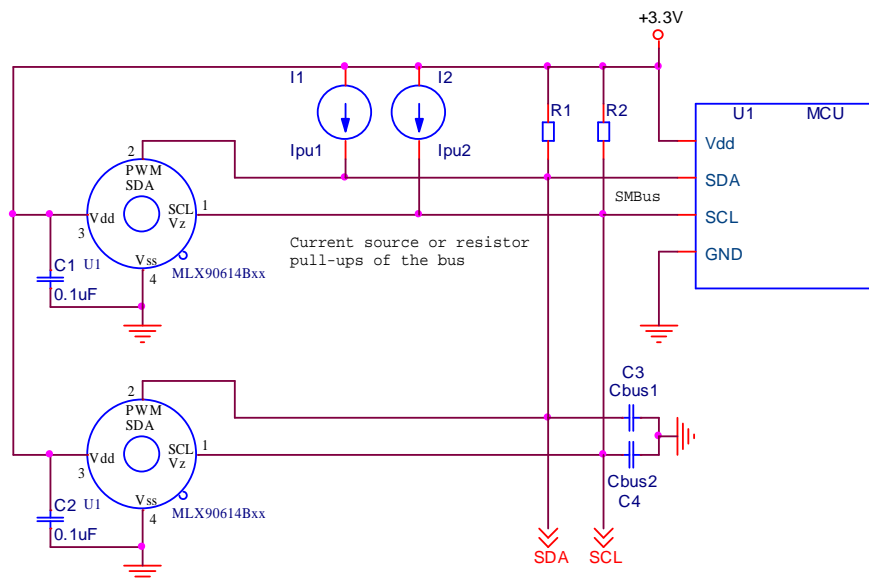 +3.3V
I1
I2
R1
R2
U1 MCU
Ipu1
Ipu2
Vdd
SDA
SCL
GND
SMBus
2
PWM
SDA
SCL
Vz
1
Vdd
3
Vss
4
U1
MLX90614Bxx
C1
0.1uF
Current source or resistor
pull-ups of the bus
2
PWM
SDA
SCL
Vz
1
Vdd
3
Vss
4
U1
MLX90614Bxx
C2
0.1uF
C3
Cbus1
Cbus2
C4
SDA
SCL